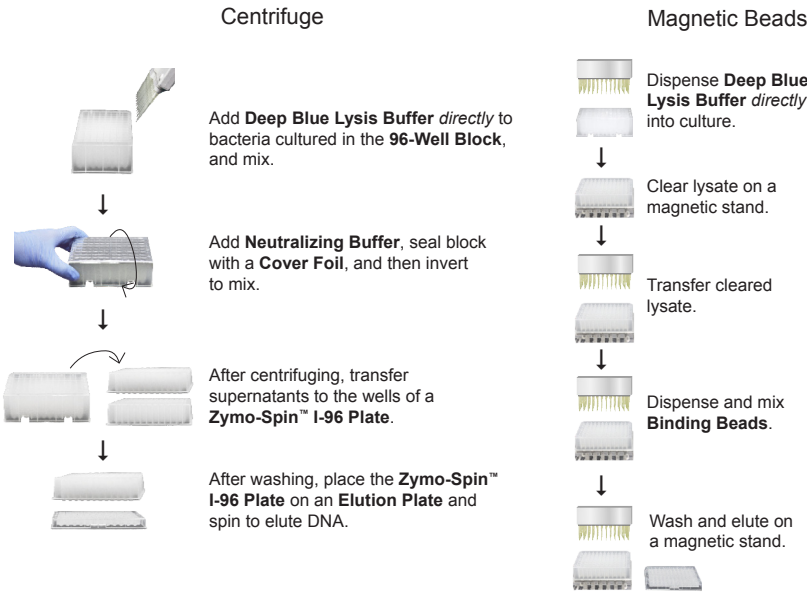 Centrifuge
Add Deep Blue Lysis Buffer directly to
bacteria cultured in the 96-Well Block,
and mix.
Add Neutralizing Buffer, seal block
with a Cover Foil, and then invert
to mix.
After centrifuging, transfer
supernatants to the wells of a
Zymo-Spin™ I-96 Plate.
After washing, place the Zymo-Spin™
I-96 Plate on an Elution Plate and
spin to elute DNA.
Magnetic Beads
Dispense Deep Blue
Lysis Buffer directly
into culture.
Clear lysate on a
magnetic stand.
Transfer cleared
lysate.
Dispense and mix
Binding Beads.
Wash and elute on
a magnetic stand.